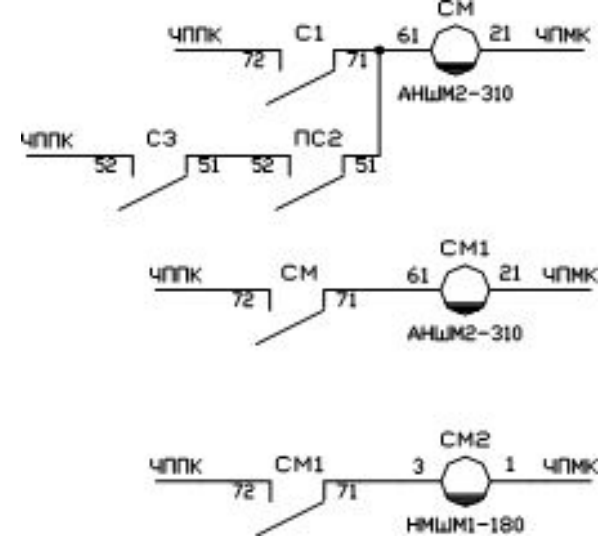 СМ
ЧППК С1 61 21 ЧПМК
72 71
АНШМ2-310
ЧППК С3 ПС2
52 51 52 51
СМ1
ЧППК СМ 61 21 ЧПМК
72 71
АНШМ2-310
СМ2
ЧППК СМ1 3 1 ЧПМК
72 71
НМШМ1-180